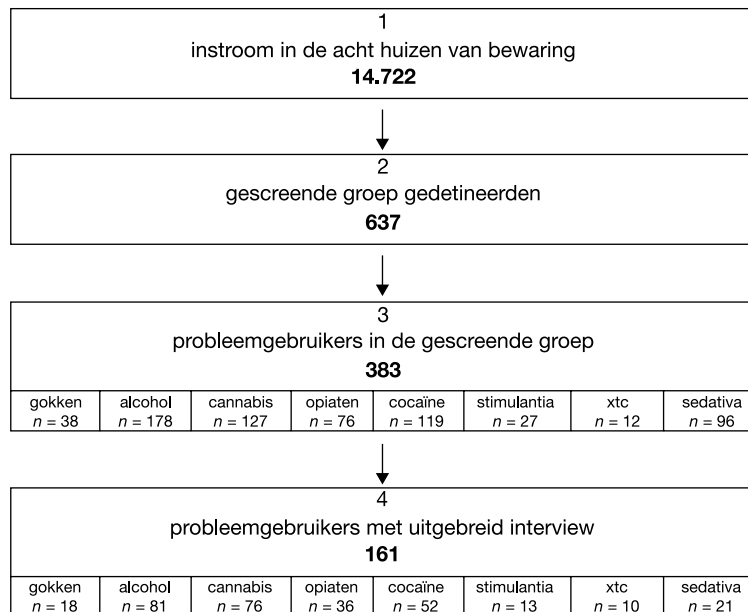 1
instroom in de acht huizen van bewaring
14.722
2
gescreende groep gedetineerden
637
3
probleemgebruikers in de gescreende groep
383
gokken alcohol cannabis opiaten cocaïne stimulantia xtc sedativa
n = 38 n = 178 n = 127 n = 76 n = 119 n = 27 n = 12 n = 96
4
probleemgebruikers met uitgebreid interview
161
gokken alcohol cannabis opiaten cocaïne stimulantia xtc sedativa
n = 18 n = 81 n = 76 n = 36 n = 52 n = 13 n = 10 n = 21